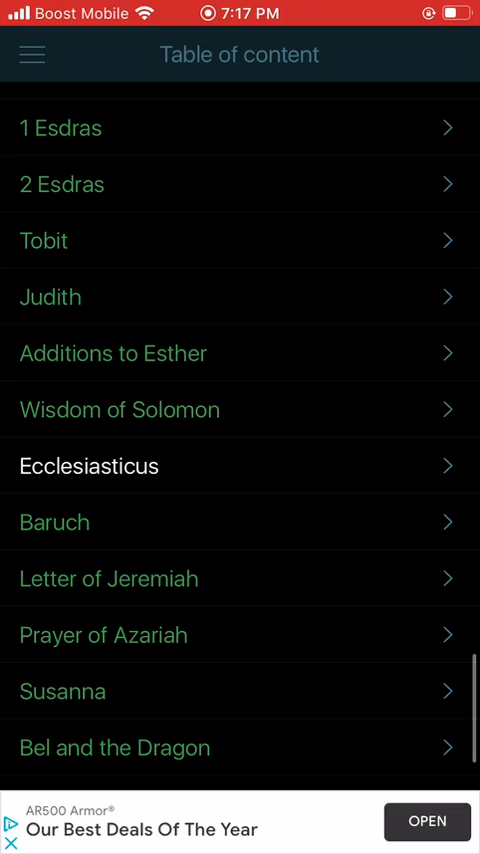 Boost Mobile 7:17 PM
Table of content
1 Esdras
2 Esdras
Tobit
Judith
Additions to Esther
Wisdom of Solomon
Ecclesiasticus
Baruch
Letter of Jeremiah
Prayer of Azariah
Susanna
Bel and the Dragon
AR500 Armor®
Our Best Deals Of The Year
OPEN